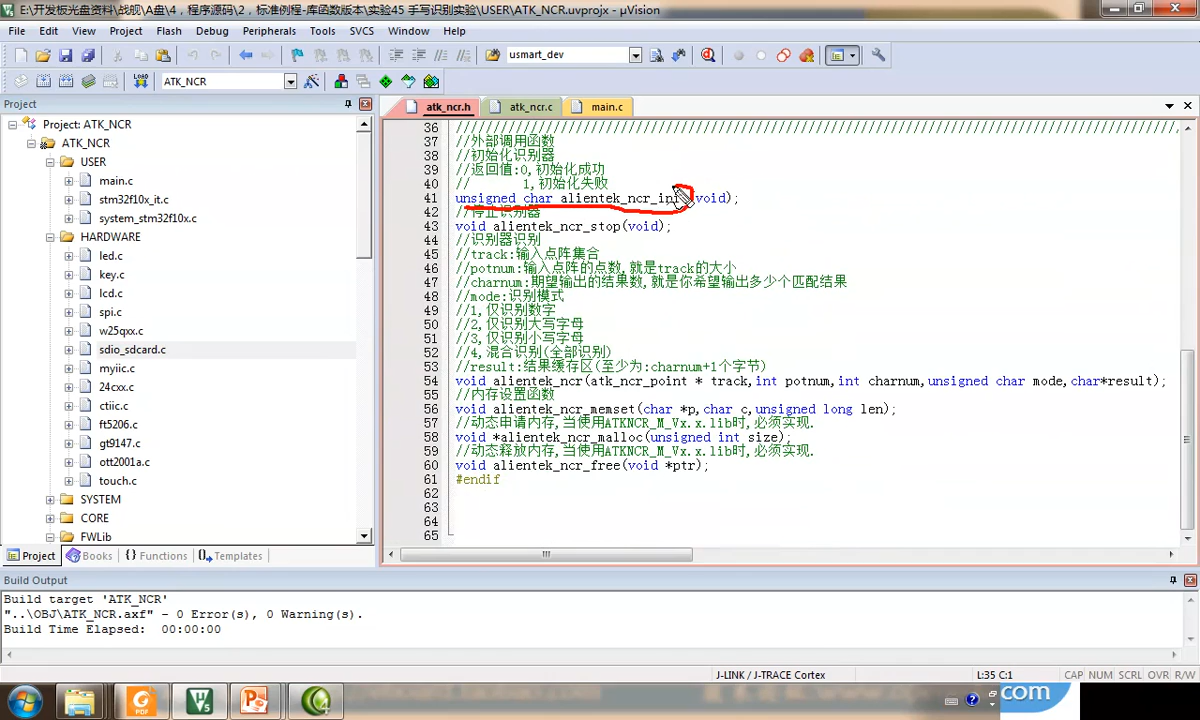 E:\开发板光盘资料\战舰\A盘\4，程序源码\2，标准例程-库函数版本\实验45 手写识别实验\USER\ATK_NCR.uvprojx - µVision
File Edit View Project Flash Debug Peripherals Tools SVCS Window Help
usmart_dev
LOAD ATK_NCR
Project
atk_ncr.h atk_ncr.c main.c
Project: ATK_NCR
ATK_NCR
USER
main.c
stm32f10x_it.c
system_stm32f10x.c
HARDWARE
led.c
key.c
lcd.c
spi.c
w25qxx.c
sdio_sdcard.c
myiic.c
24cxx.c
ctiic.c
ft5206.c
gt9147.c
ott2001a.c
touch.c
SYSTEM
CORE
FWLib
Project Books Functions Templates
36 ////////////////////////////////////////////////////////////////////////////////
37 //外部调用函数
38 //初始化识别器
39 //返回值:0,初始化成功
40 // 1,初始化失败
41 unsigned char alientek_ncr_init(void);
42 //停止识别器
43 void alientek_ncr_stop(void);
44 //识别器识别
45 //track:输入点阵集合
46 //potnum:输入点阵的点数,就是track的大小
47 //charnum:期望输出的结果数,就是你希望输出多少个匹配结果
48 //mode:识别模式
49 //1,仅识别数字
50 //2,仅识别大写字母
51 //3,仅识别小写字母
52 //4,混合识别(全部识别)
53 //result:结果缓存区(至少为:charnum+1个字节)
54 void alientek_ncr(atk_ncr_point * track,int potnum,int charnum,unsigned char mode,char*result);
55 //内存设置函数
56 void alientek_ncr_memset(char *p,char c,unsigned long len);
57 //动态申请内存,当使用ATKNCR_M_Vx.x.lib时,必须实现.
58 void *alientek_ncr_malloc(unsigned int size);
59 //动态释放内存,当使用ATKNCR_M_Vx.x.lib时,必须实现.
60 void alientek_ncr_free(void *ptr);
61 #endif
62
63
64
65
Build Output
Build target 'ATK_NCR'
"..\OBJ\ATK_NCR.axf" - 0 Error(s), 0 Warning(s).
Build Time Elapsed: 00:00:00
J-LINK / J-TRACE Cortex L:35 C:1 CAP NUM SCRL OVR R/W
com